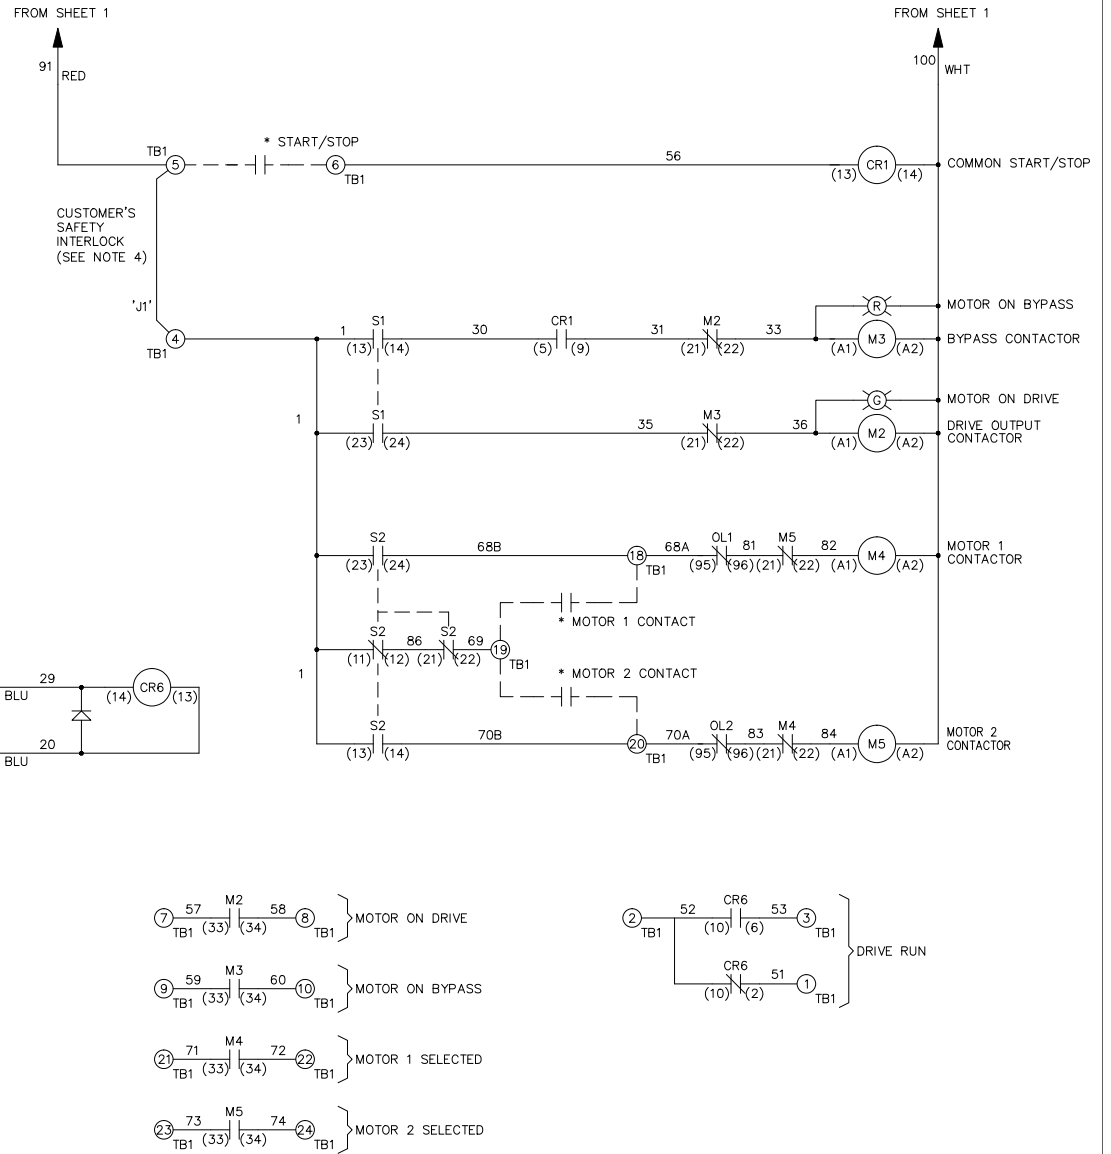 FROM SHEET 1
FROM SHEET 1
91
RED
100
WHT
* START/STOP
TB1
5
6
TB1
56
CR1
(13)
(14)
COMMON START/STOP
CUSTOMER'S
SAFETY
INTERLOCK
(SEE NOTE 4)
'J1'
4
TB1
R
MOTOR ON BYPASS
1
S1
(13)
(14)
30
CR1
(5)
(9)
31
M2
(21)
(22)
33
M3
(A1)
(A2)
BYPASS CONTACTOR
G
MOTOR ON DRIVE
1
S1
(23)
(24)
35
M3
(21)
(22)
36
M2
(A1)
(A2)
DRIVE OUTPUT
CONTACTOR
S2
(23)
(24)
68B
18
TB1
68A
OL1
(95)
(96)
81
M5
(21)
(22)
82
M4
(A1)
(A2)
MOTOR 1
CONTACTOR
* MOTOR 1 CONTACT
S2
(11)
(12)
86
S2
(21)
(22)
69
19
TB1
1
* MOTOR 2 CONTACT
29
BLU
(14)
CR6
(13)
20
BLU
S2
(13)
(14)
70B
20
TB1
70A
OL2
(95)
(96)
83
M4
(21)
(22)
84
M5
(A1)
(A2)
MOTOR 2
CONTACTOR
7
TB1
57
M2
(33)
(34)
58
8
TB1
MOTOR ON DRIVE
9
TB1
59
M3
(33)
(34)
60
10
TB1
MOTOR ON BYPASS
21
TB1
71
M4
(33)
(34)
72
22
TB1
MOTOR 1 SELECTED
23
TB1
73
M5
(33)
(34)
74
24
TB1
MOTOR 2 SELECTED
2
TB1
52
CR6
(10)
(6)
53
3
TB1
DRIVE RUN
CR6
(10)
(2)
51
1
TB1